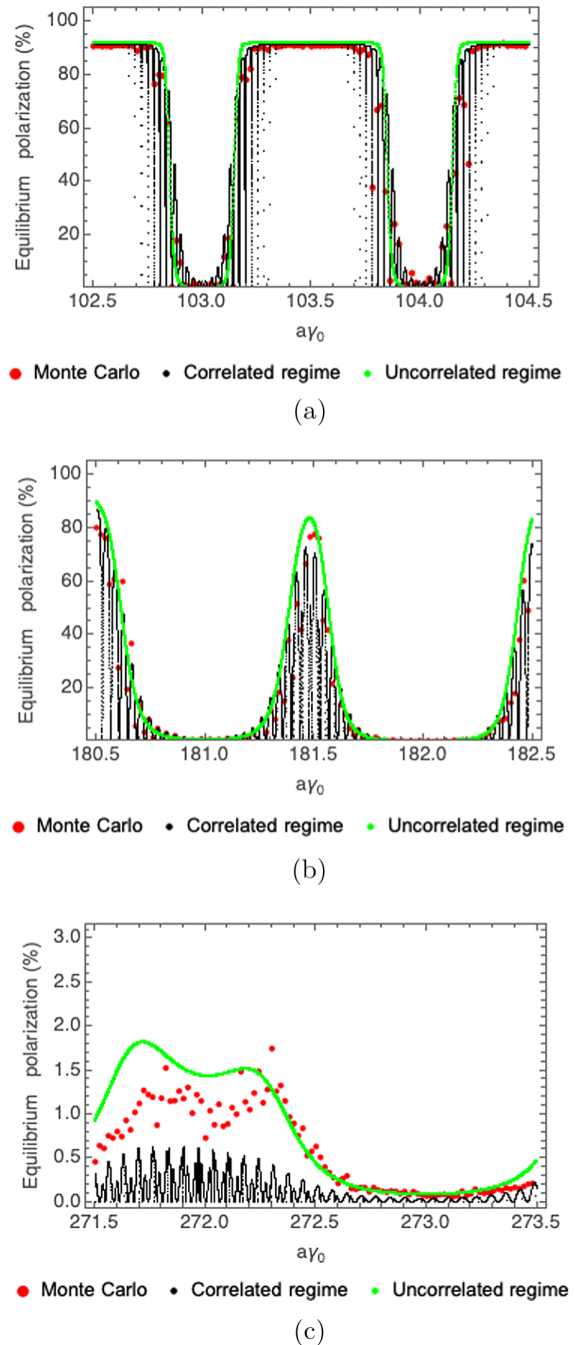 100
80
60
40
20
Equilibrium polarization (%)
102.5 103.0 103.5 104.0 104.5
aγ0
Monte Carlo Correlated regime Uncorrelated regime
(a)
100
80
60
40
20
Equilibrium polarization (%)
180.5 181.0 181.5 182.0 182.5
aγ0
Monte Carlo Correlated regime Uncorrelated regime
(b)
3.0
2.5
2.0
1.5
1.0
0.5
0.0
Equilibrium polarization (%)
271.5 272.0 272.5 273.0 273.5
aγ0
Monte Carlo Correlated regime Uncorrelated regime
(c)